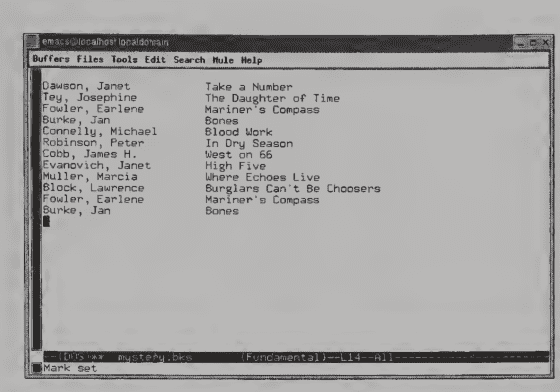 emacs@localhost.localdomain
Buffers Files Tools Edit Search Mule Help
Dawson, Janet Take a Number
Tey, Josephine The Daughter of Time
Fowler, Earlene Mariner's Compass
Burke, Jan Bones
Connelly, Michael Blood Work
Robinson, Peter In Dry Season
Cobb, James H. West on 66
Evanovich, Janet High Five
Muller, Marcia Where Echoes Live
Block, Lawrence Burglars Can't Be Choosers
Fowler, Earlene Mariner's Compass
Burke, Jan Bones
mystery.bks (Fundamental)--L14--All
Mark set